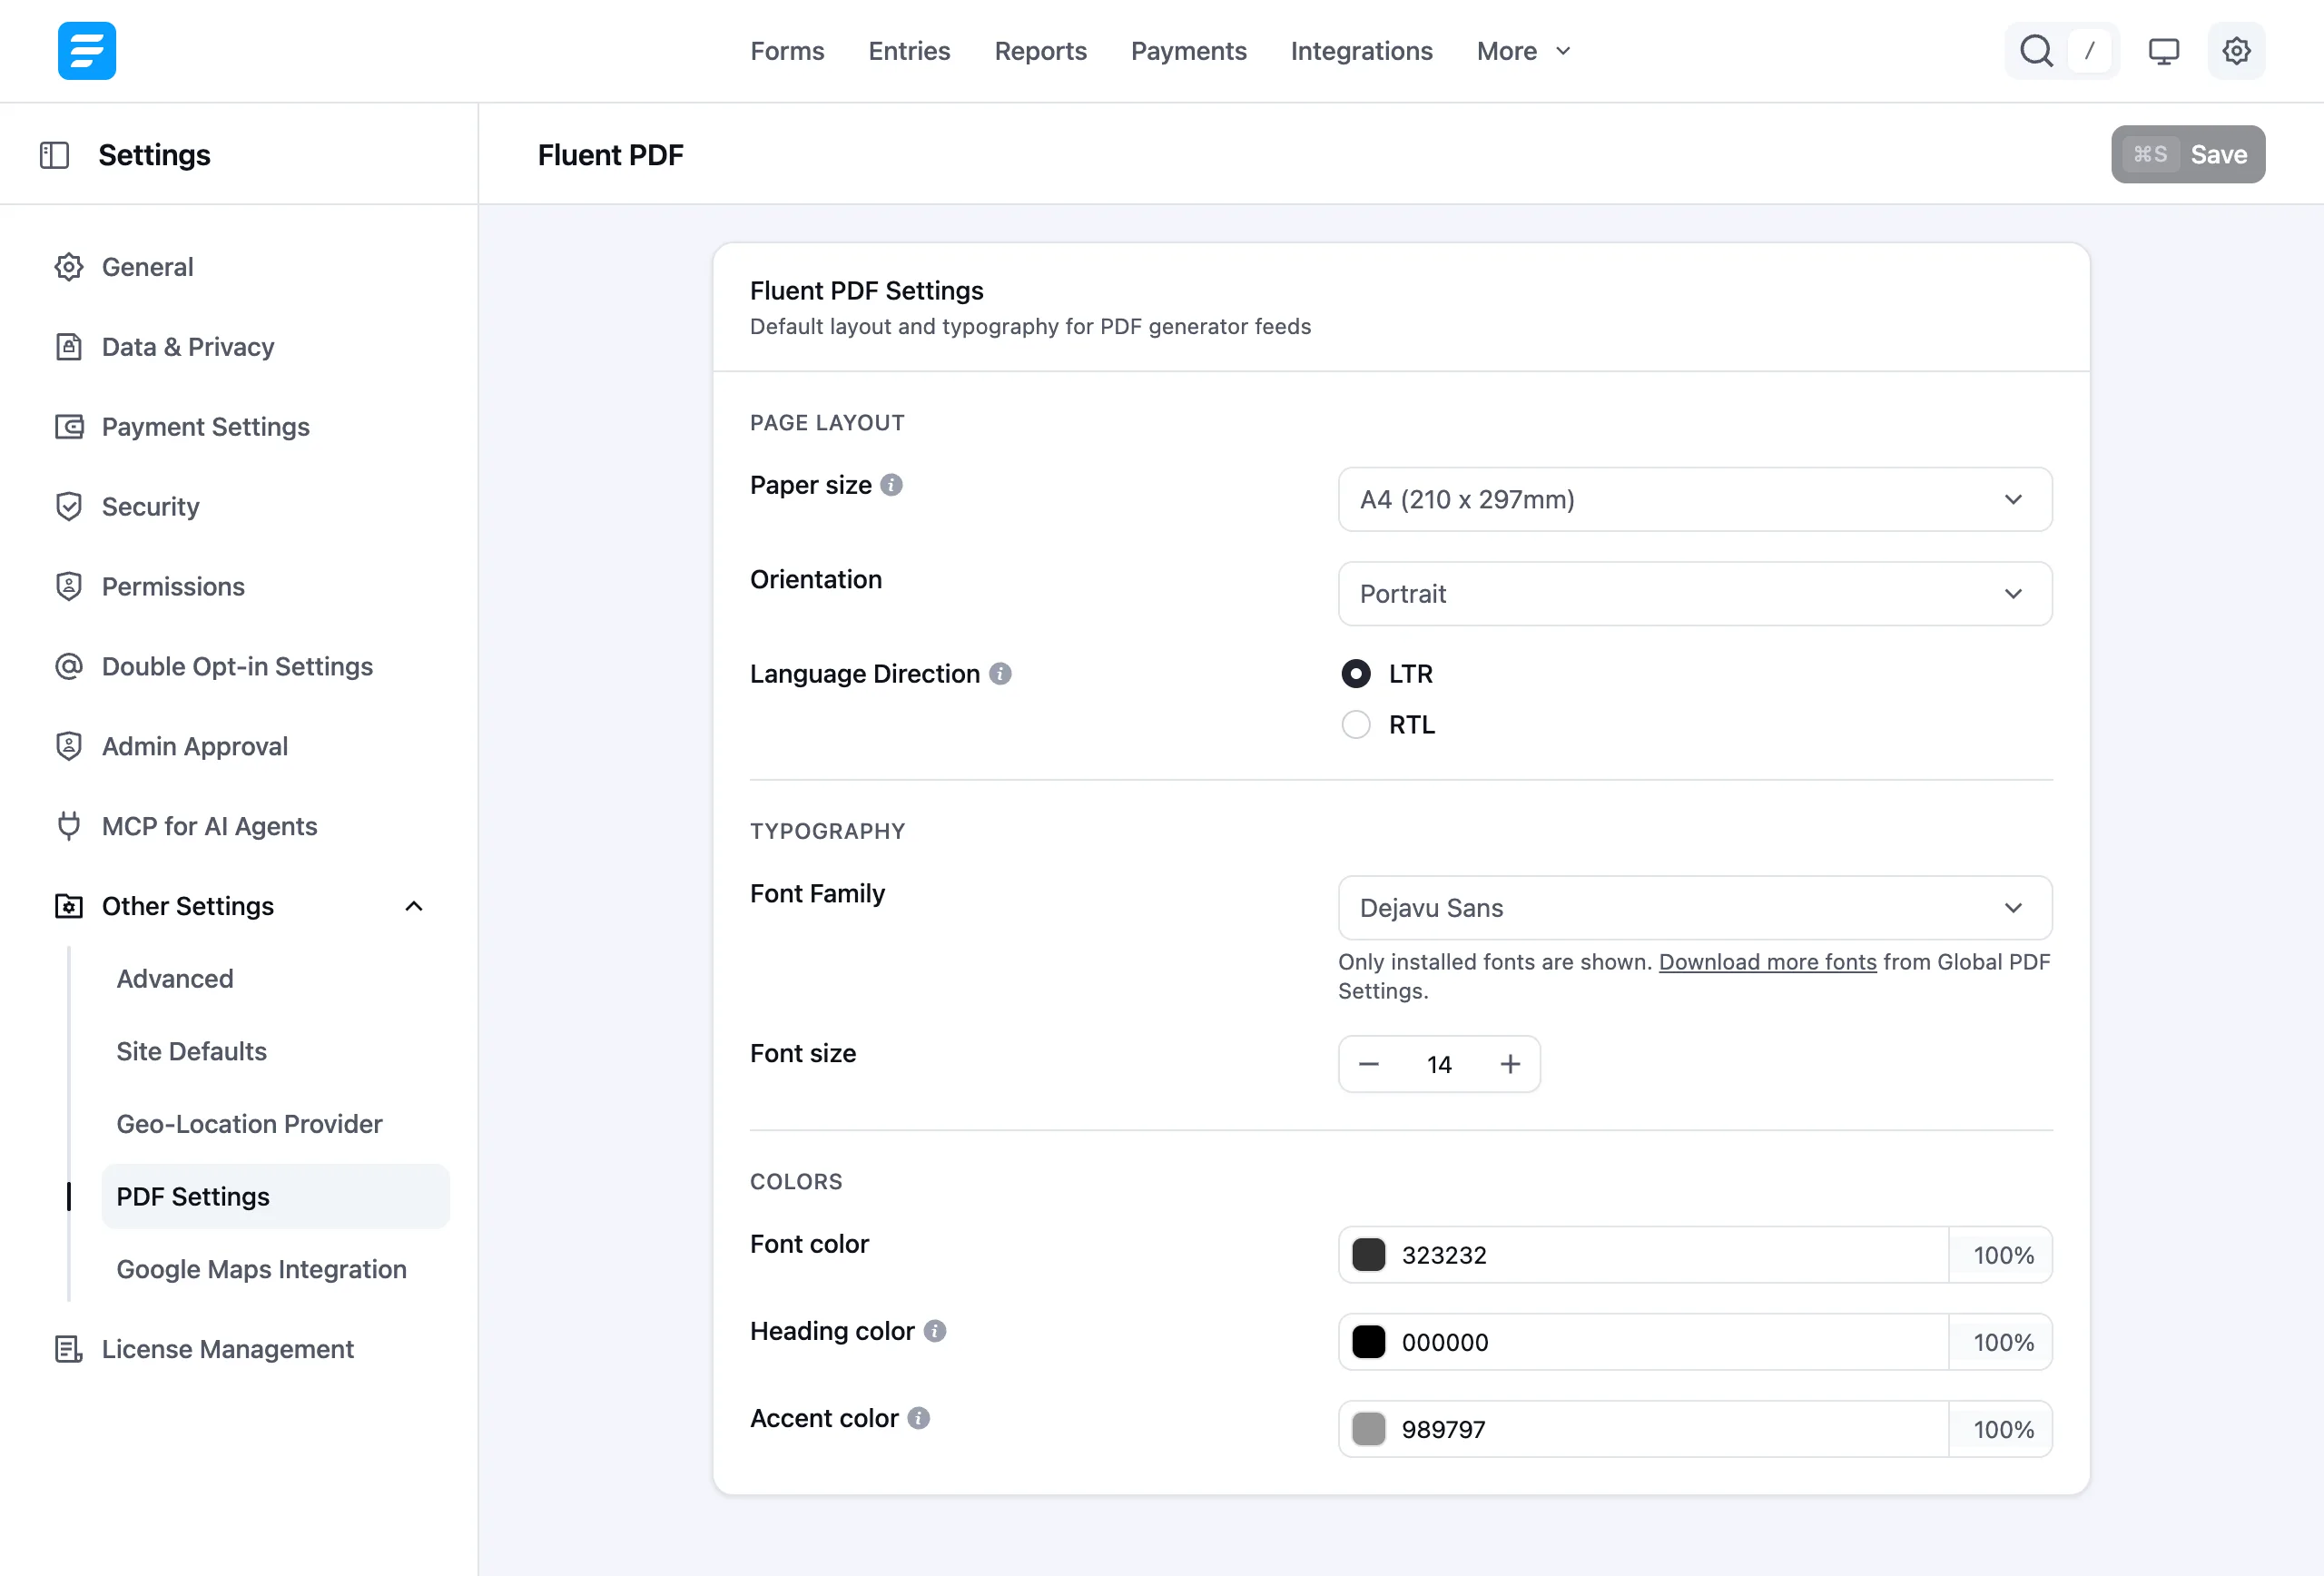 Forms
Entries
Reports
Payments
Integrations
More
/
Settings
Fluent PDF
⌘S Save
General
Data & Privacy
Payment Settings
Security
Permissions
Double Opt-in Settings
Admin Approval
MCP for AI Agents
Other Settings
Advanced
Site Defaults
Geo-Location Provider
PDF Settings
Google Maps Integration
License Management
Fluent PDF Settings
Default layout and typography for PDF generator feeds
PAGE LAYOUT
Paper size
A4 (210 x 297mm)
Orientation
Portrait
Language Direction
LTR
RTL
TYPOGRAPHY
Font Family
Dejavu Sans
Only installed fonts are shown. Download more fonts from Global PDF
Settings.
Font size
14
COLORS
Font color
323232
100%
Heading color
000000
100%
Accent color
989797
100%